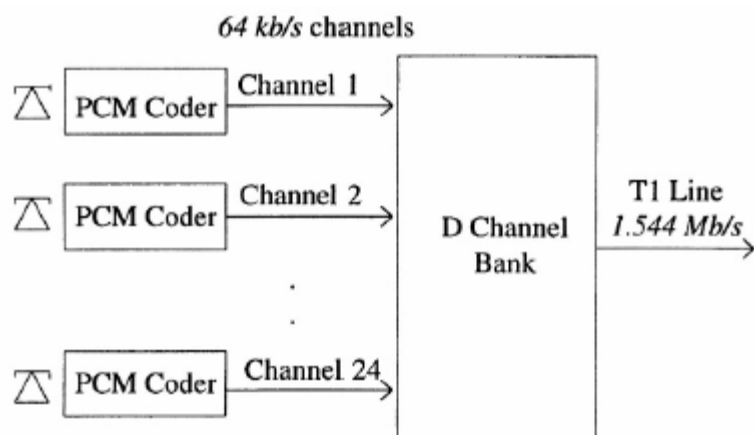 64 kb/s channels
PCM Coder
Channel 1
PCM Coder
Channel 2
D Channel
Bank
T1 Line
1.544 Mb/s
PCM Coder
Channel 24